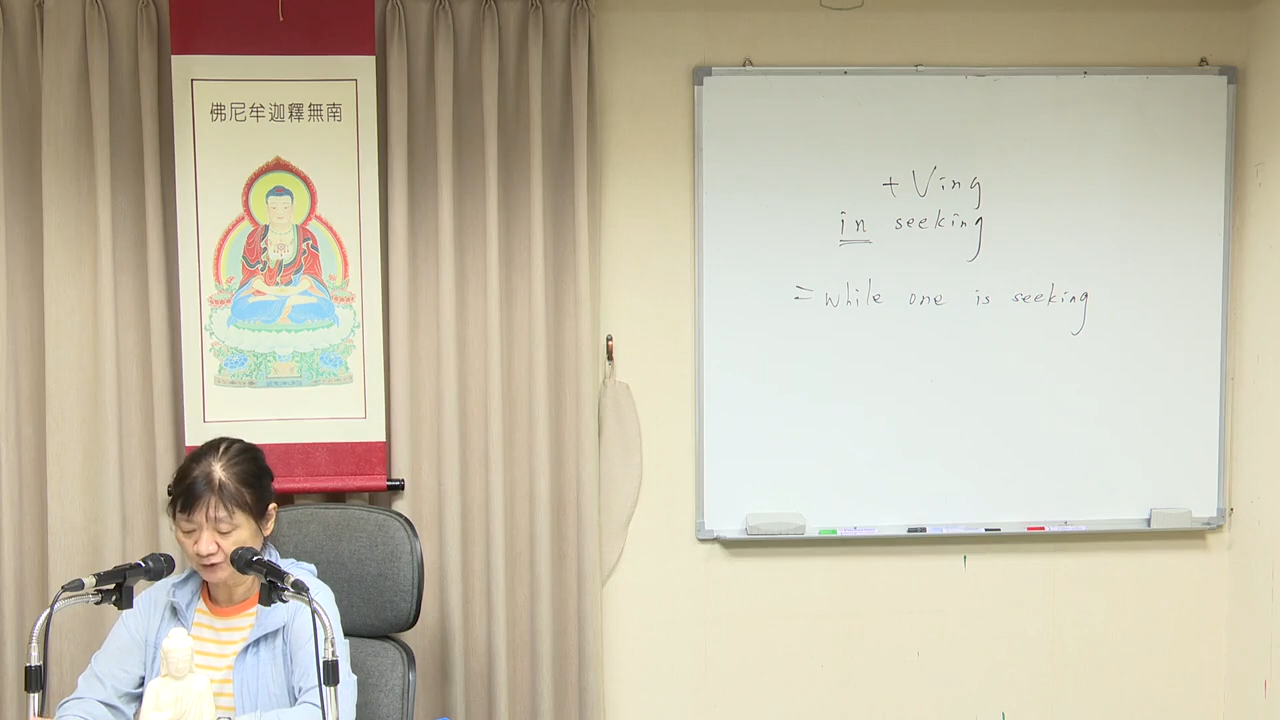 佛尼牟迦釋無南
+ Ving
in seeking
= while one is seeking